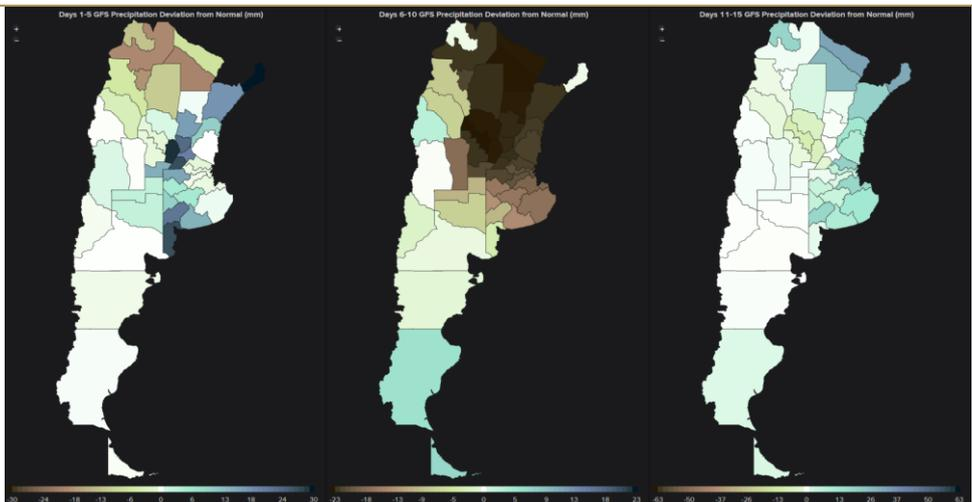 Days 1-5 GFS Precipitation Deviation from Normal (mm)
Days 6-10 GFS Precipitation Deviation from Normal (mm)
Days 11-15 GFS Precipitation Deviation from Normal (mm)
+ + +
− − −
-30 -24 -18 -13 -6 0 6 13 18 24 30
-23 -18 -13 -9 -5 0 5 9 13 18 23
-63 -50 -37 -26 -13 0 13 26 37 50 63